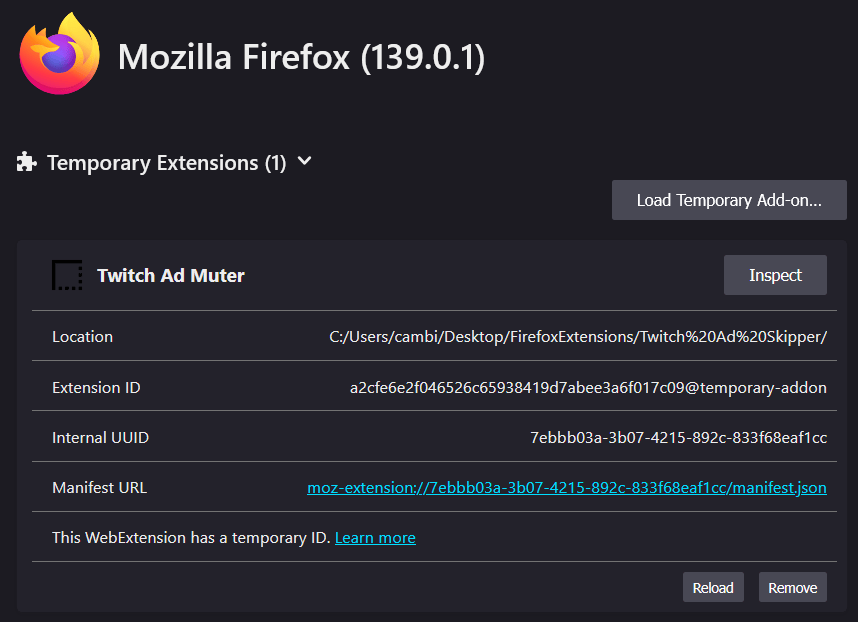 Mozilla Firefox (139.0.1)
Temporary Extensions (1)
Load Temporary Add-on...
Twitch Ad Muter
Inspect
Location
C:/Users/cambi/Desktop/FirefoxExtensions/Twitch%20Ad%20Skipper/
Extension ID
a2cfe6e2f046526c65938419d7abee3a6f017c09@temporary-addon
Internal UUID
7ebbb03a-3b07-4215-892c-833f68eaf1cc
Manifest URL
moz-extension://7ebbb03a-3b07-4215-892c-833f68eaf1cc/manifest.json
This WebExtension has a temporary ID. Learn more
Reload
Remove